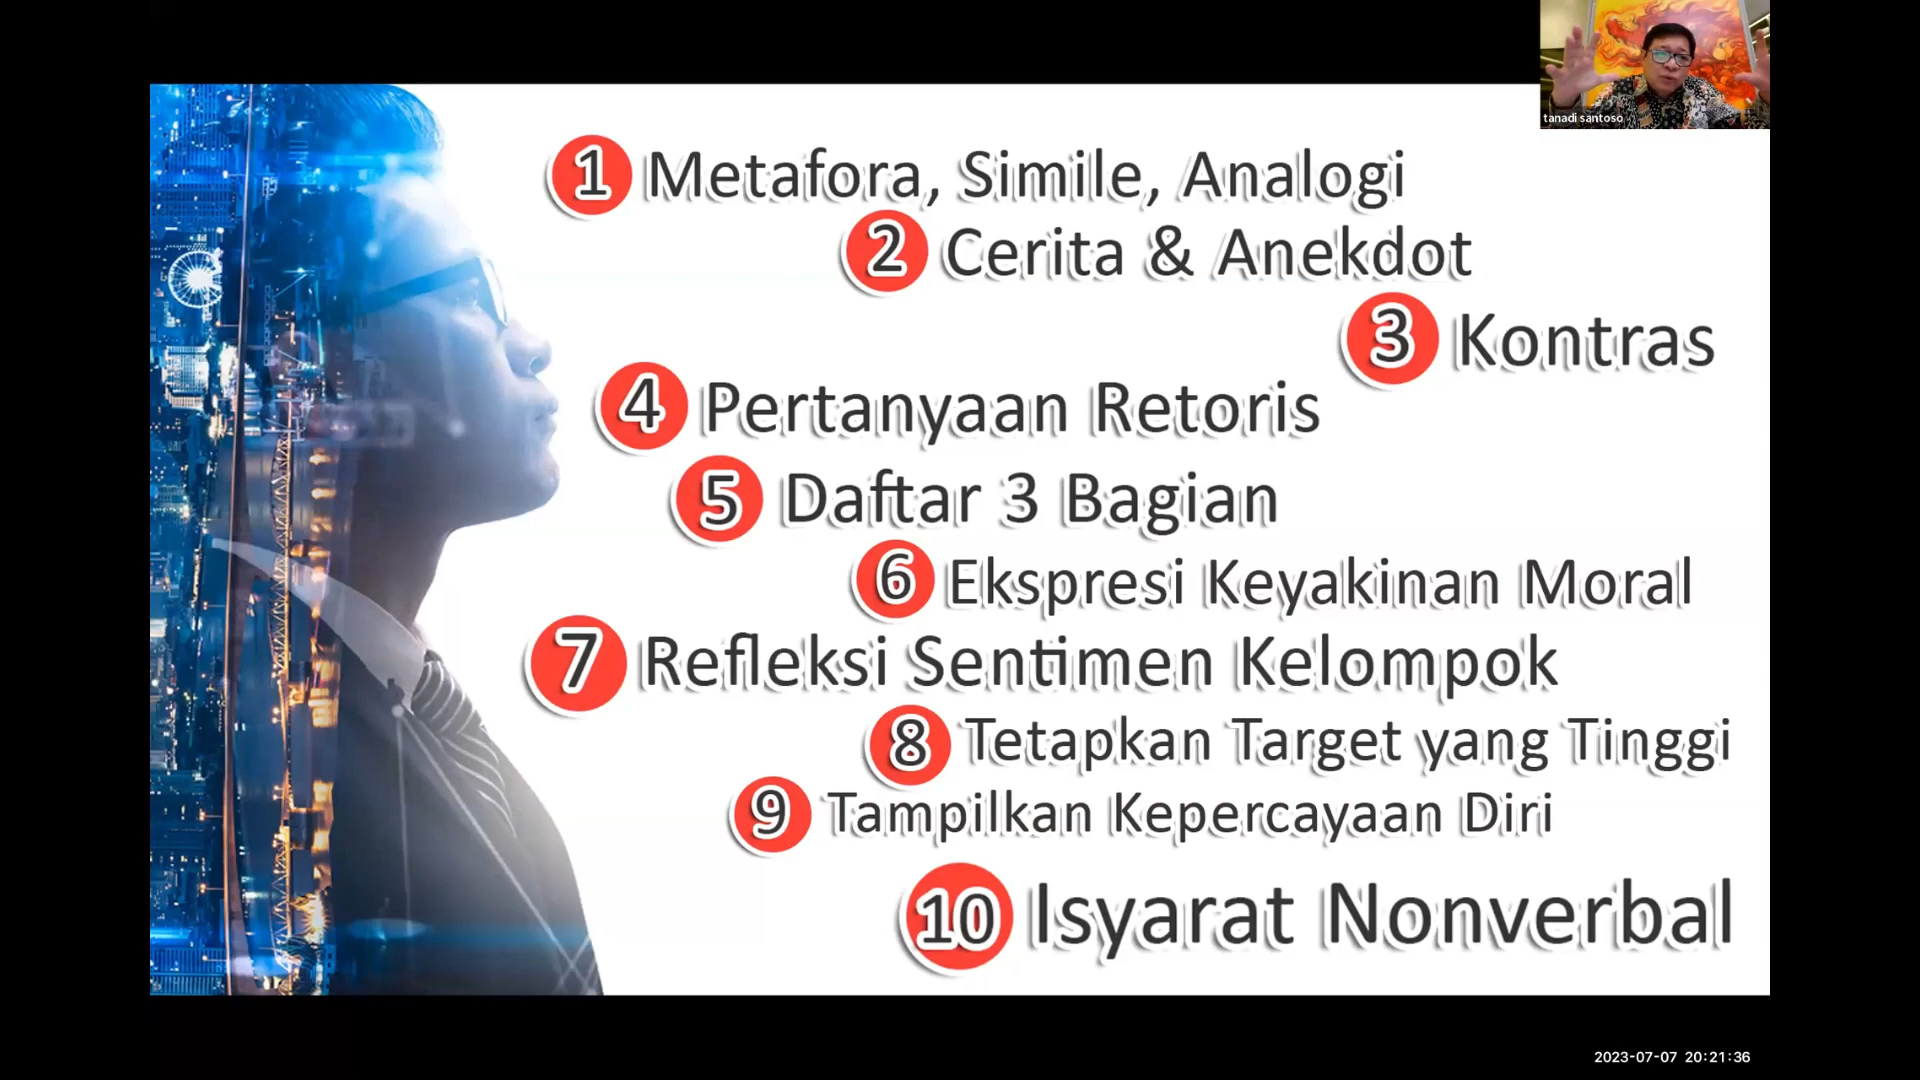 tanadi santoso
1 Metafora, Simile, Analogi
2 Cerita & Anekdot
3 Kontras
4 Pertanyaan Retoris
5 Daftar 3 Bagian
6 Ekspresi Keyakinan Moral
7 Refleksi Sentimen Kelompok
8 Tetapkan Target yang Tinggi
9 Tampilkan Kepercayaan Diri
10 Isyarat Nonverbal
2023-07-07 20:21:36